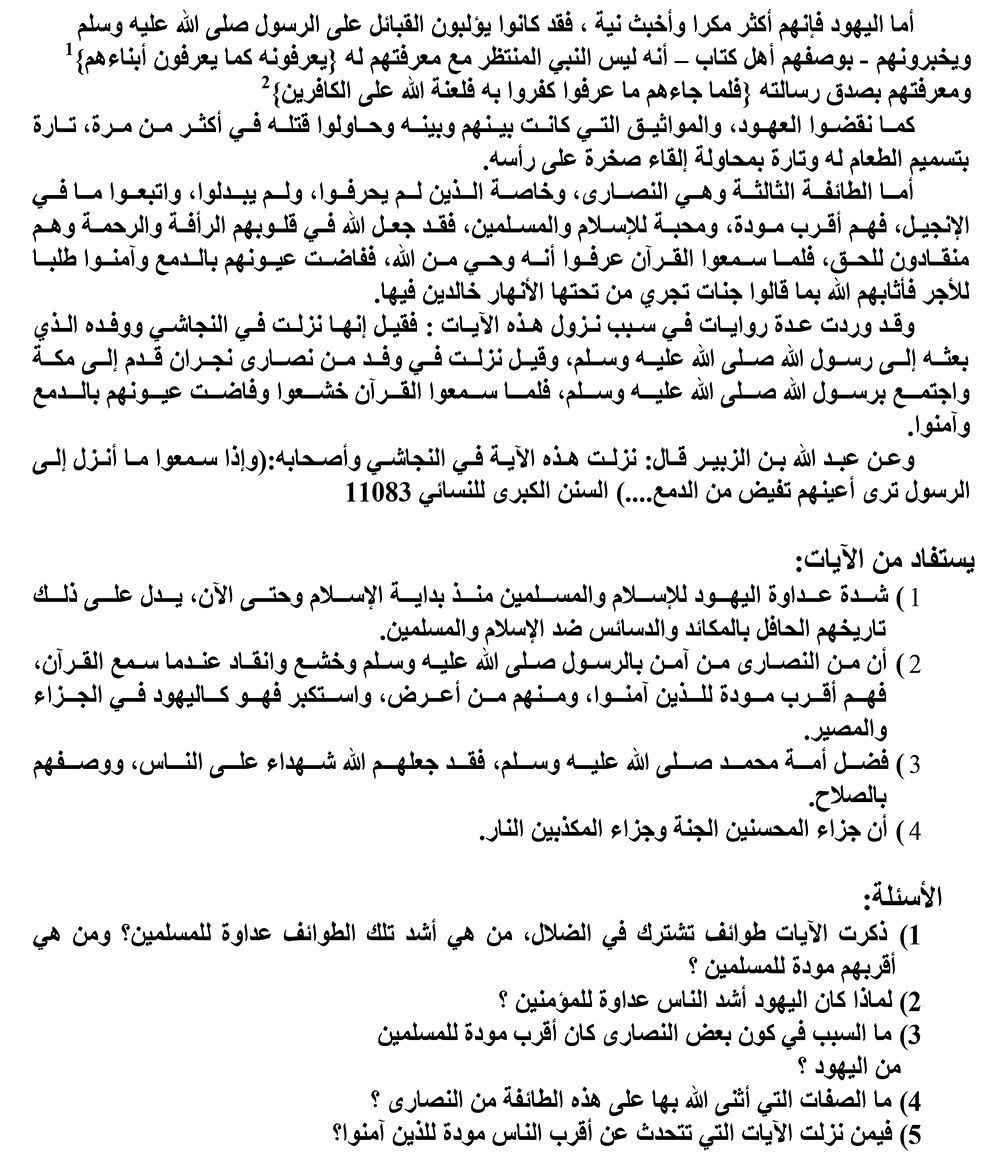 أما اليهود فإنهم أكثر مكرا وأخبث نية ، فقد كانوا يؤلبون القبائل على الرسول صلى الله عليه وسلم
ويخبرونهم - بوصفهم أهل كتاب – أنه ليس النبي المنتظر مع معرفتهم له {يعرفونه كما يعرفون أبناءهم}1
ومعرفتهم بصدق رسالته {فلما جاءهم ما عرفوا كفروا به فلعنة الله على الكافرين}2
كما نقضوا العهود، والمواثيق التي كانت بينهم وبينه وحاولوا قتله في أكثر من مرة، تارة
بتسميم الطعام له وتارة بمحاولة إلقاء صخرة على رأسه.
أما الطائفة الثالثة وهي النصارى، وخاصة الذين لم يحرفوا، ولم يبدلوا، واتبعوا ما في
الإنجيل، فهم أقرب مودة، ومحبة للإسلام والمسلمين، فقد جعل الله في قلوبهم الرأفة والرحمة وهم
منقادون للحق، فلما سمعوا القرآن عرفوا أنه وحي من الله، ففاضت عيونهم بالدمع وآمنوا طلبا
للأجر فأثابهم الله بما قالوا جنات تجري من تحتها الأنهار خالدين فيها.
وقد وردت عدة روايات في سبب نزول هذه الآيات : فقيل إنها نزلت في النجاشي ووفده الذي
بعثه إلى رسول الله صلى الله عليه وسلم، وقيل نزلت في وفد من نصارى نجران قدم إلى مكة
واجتمع برسول الله صلى الله عليه وسلم، فلما سمعوا القرآن خشعوا وفاضت عيونهم بالدمع
وآمنوا.
وعن عبد الله بن الزبير قال: نزلت هذه الآية في النجاشي وأصحابه:(وإذا سمعوا ما أنزل إلى
الرسول ترى أعينهم تفيض من الدمع....) السنن الكبرى للنسائي 11083
يستفاد من الآيات:
1) شدة عداوة اليهود للإسلام والمسلمين منذ بداية الإسلام وحتى الآن، يدل على ذلك
تاريخهم الحافل بالمكائد والدسائس ضد الإسلام والمسلمين.
2) أن من النصارى من آمن بالرسول صلى الله عليه وسلم وخشع وانقاد عندما سمع القرآن،
فهم أقرب مودة للذين آمنوا، ومنهم من أعرض، واستكبر فهو كاليهود في الجزاء
والمصير.
3) فضل أمة محمد صلى الله عليه وسلم، فقد جعلهم الله شهداء على الناس، ووصفهم
بالصلاح.
4) أن جزاء المحسنين الجنة وجزاء المكذبين النار.
الأسئلة:
1) ذكرت الآيات طوائف تشترك في الضلال، من هي أشد تلك الطوائف عداوة للمسلمين؟ ومن هي
أقربهم مودة للمسلمين ؟
2) لماذا كان اليهود أشد الناس عداوة للمؤمنين ؟
3) ما السبب في كون بعض النصارى كان أقرب مودة للمسلمين
من اليهود ؟
4) ما الصفات التي أثنى الله بها على هذه الطائفة من النصارى ؟
5) فيمن نزلت الآيات التي تتحدث عن أقرب الناس مودة للذين آمنوا؟